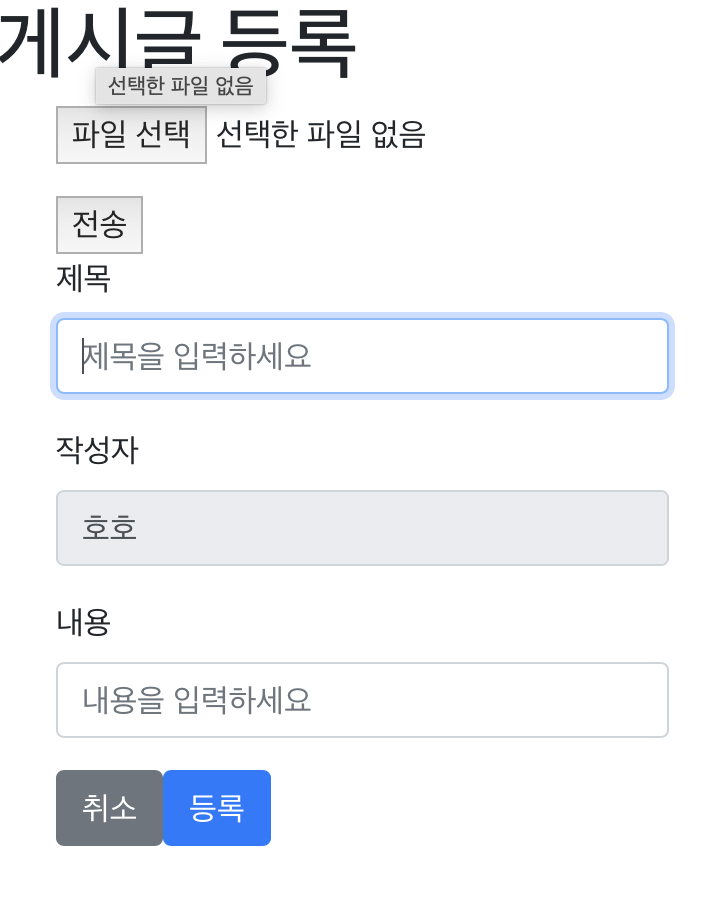 게시글 등록
선택한 파일 없음
파일 선택 선택한 파일 없음
전송
제목
제목을 입력하세요
작성자
호호
내용
내용을 입력하세요
취소 등록